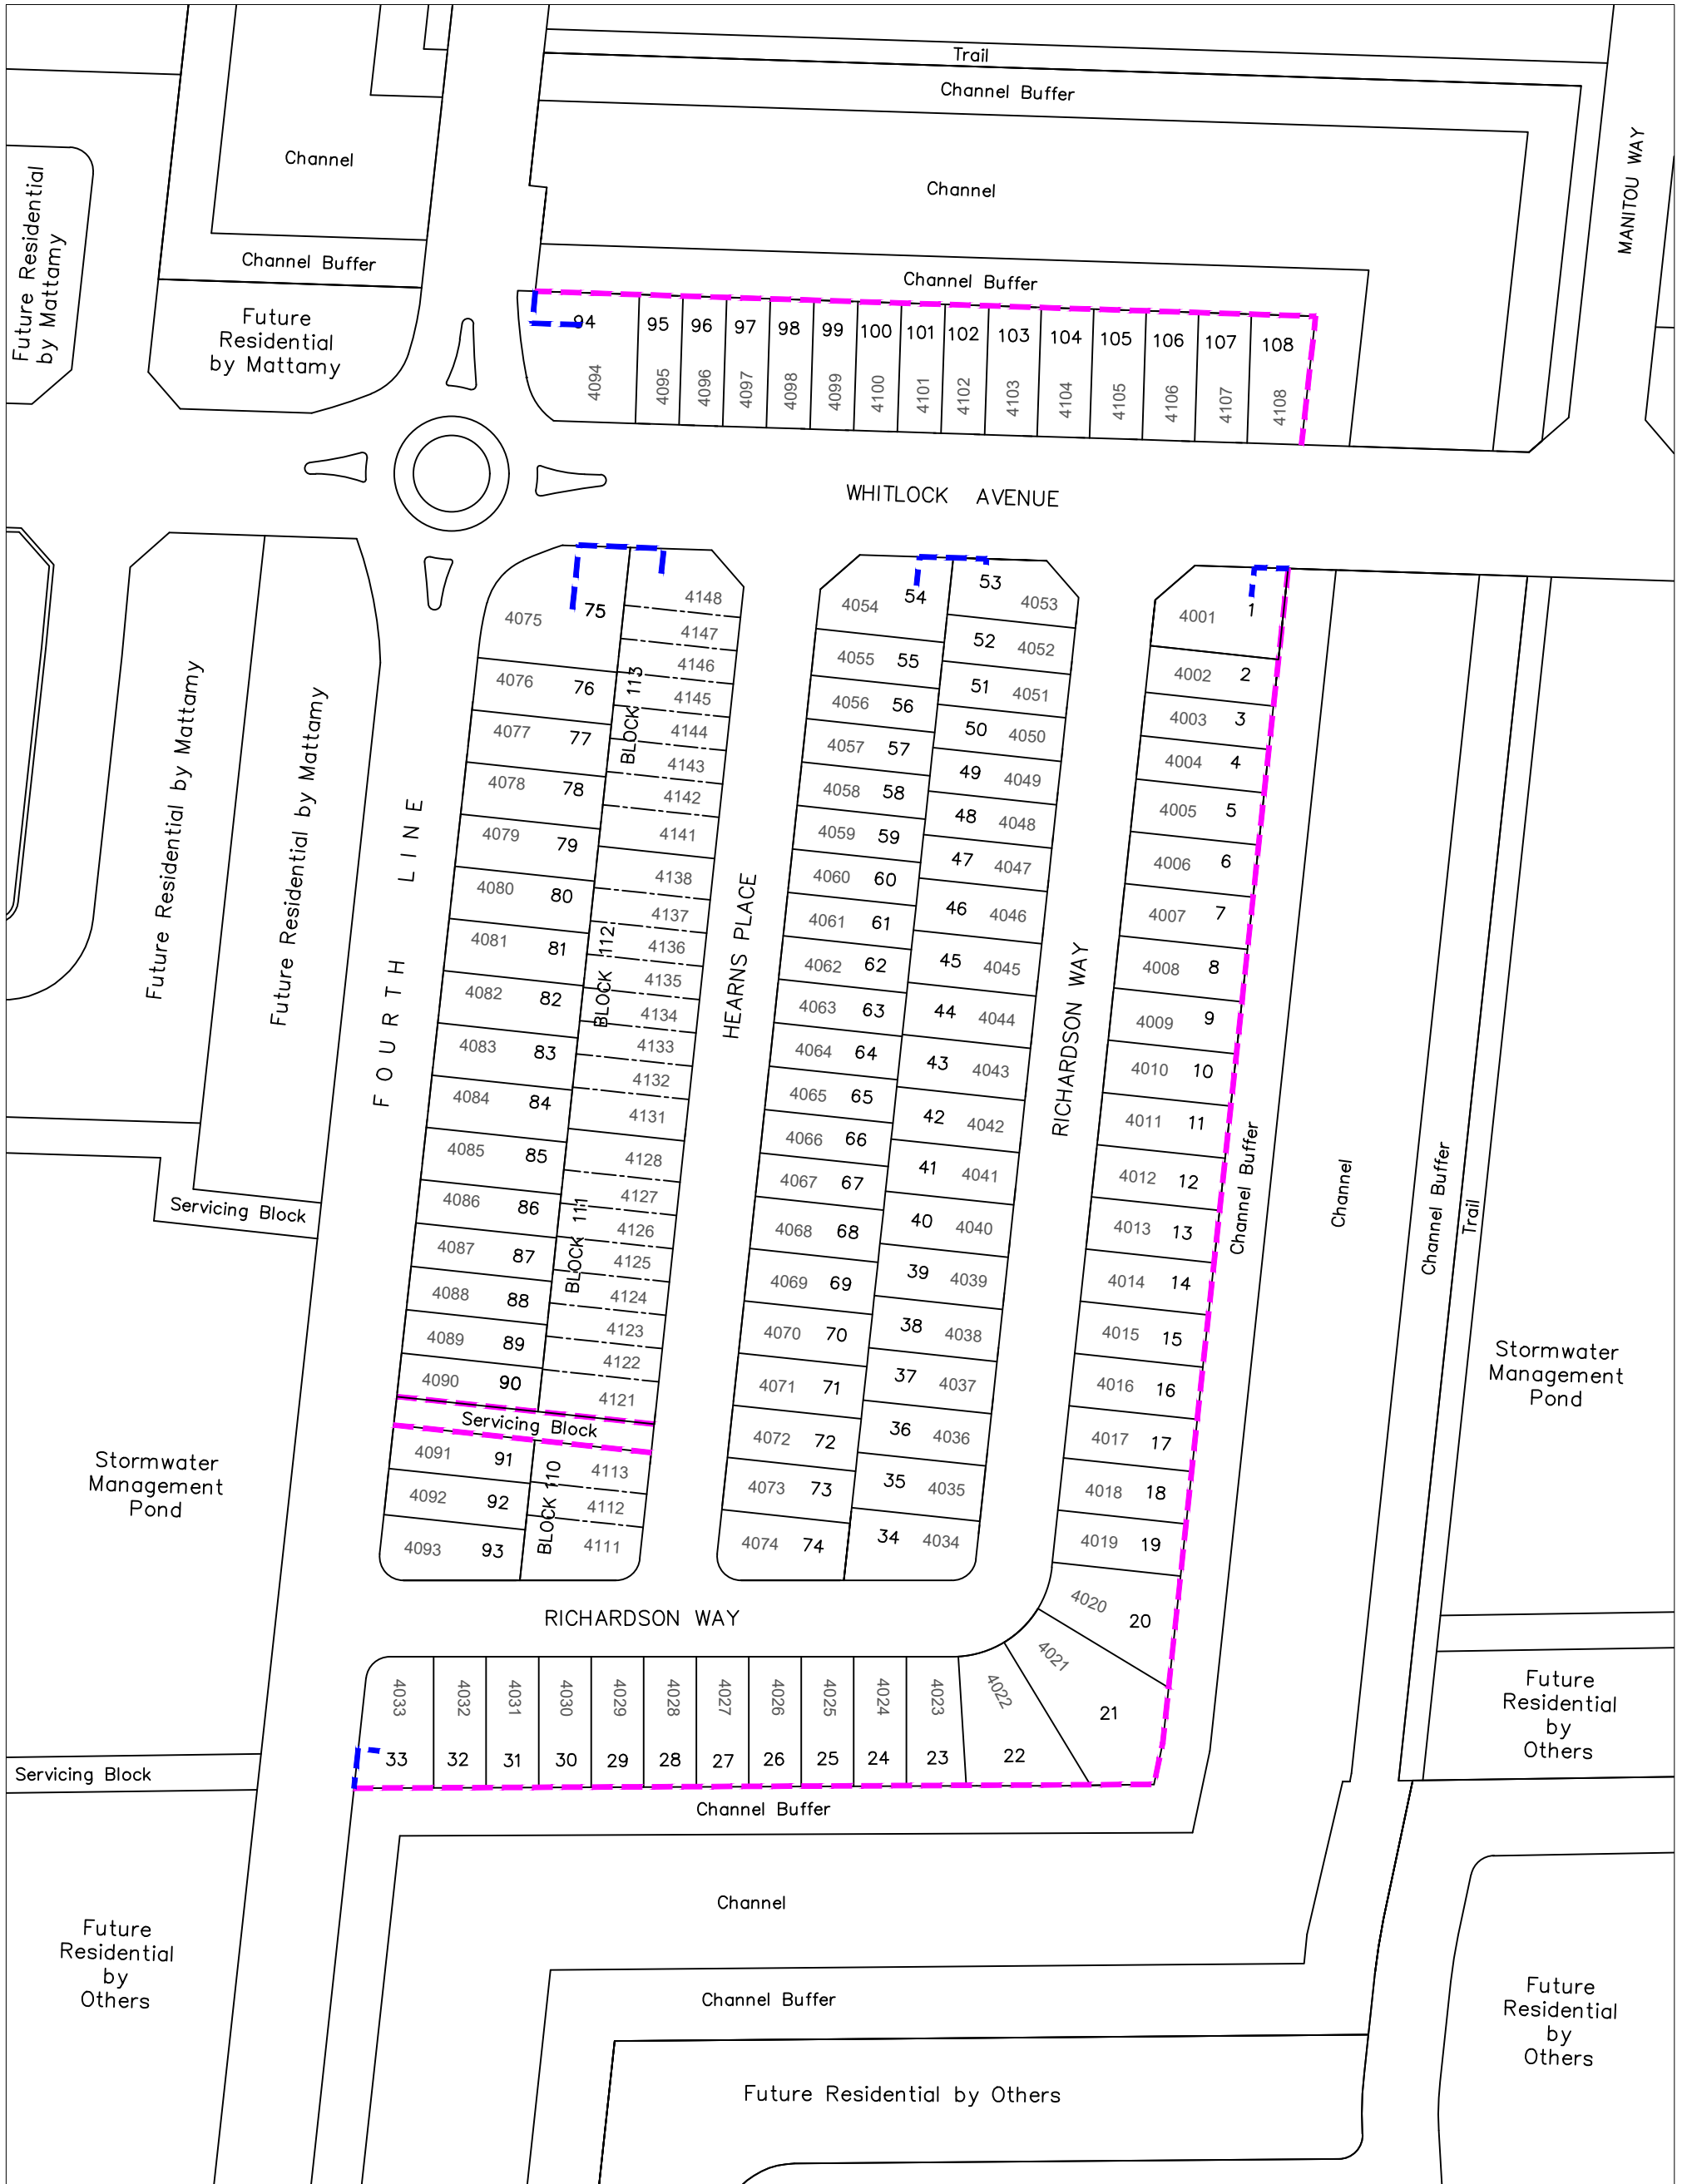 Trail
Channel Buffer
Channel
Channel
Channel Buffer
Channel Buffer
MANITOU WAY
Future Residential
by Mattamy
Future
Residential
by Mattamy
94 95 96 97 98 99 100 101 102 103 104 105 106 107 108
4094 4095 4096 4097 4098 4099 4100 4101 4102 4103 4104 4105 4106 4107 4108
WHITLOCK AVENUE
Future Residential by Mattamy
Future Residential by Mattamy
FOURTH LINE
4075 75
4076 76
4077 77
4078 78
4079 79
4080 80
4081 81
4082 82
4083 83
4084 84
4085 85
4086 86
4087 87
4088 88
4089 89
4090 90
Servicing Block
4091 91
4092 92
4093 93
BLOCK 113
4148
4147
4146
4145
4144
4143
4142
4141
BLOCK 112
4138
4137
4136
4135
4134
4133
4132
4131
BLOCK 111
4128
4127
4126
4125
4124
4123
4122
4121
BLOCK 110
4113
4112
4111
HEARNS PLACE
4054 54
4055 55
4056 56
4057 57
4058 58
4059 59
4060 60
4061 61
4062 62
4063 63
4064 64
4065 65
4066 66
4067 67
4068 68
4069 69
4070 70
4071 71
4072 72
4073 73
4074 74
53 4053
52 4052
51 4051
50 4050
49 4049
48 4048
47 4047
46 4046
45 4045
44 4044
43 4043
42 4042
41 4041
40 4040
39 4039
38 4038
37 4037
36 4036
35 4035
34 4034
RICHARDSON WAY
4001 1
4002 2
4003 3
4004 4
4005 5
4006 6
4007 7
4008 8
4009 9
4010 10
4011 11
4012 12
4013 13
4014 14
4015 15
4016 16
4017 17
4018 18
4019 19
4020 20
4021 21
4022 22
Channel Buffer
Channel
Channel Buffer
Trail
Servicing Block
Stormwater
Management
Pond
Stormwater
Management
Pond
RICHARDSON WAY
4033 4032 4031 4030 4029 4028 4027 4026 4025 4024 4023
33 32 31 30 29 28 27 26 25 24 23
Servicing Block
Channel Buffer
Future
Residential
by
Others
Channel
Future
Residential
by
Others
Channel Buffer
Future
Residential
by
Others
Future Residential by Others